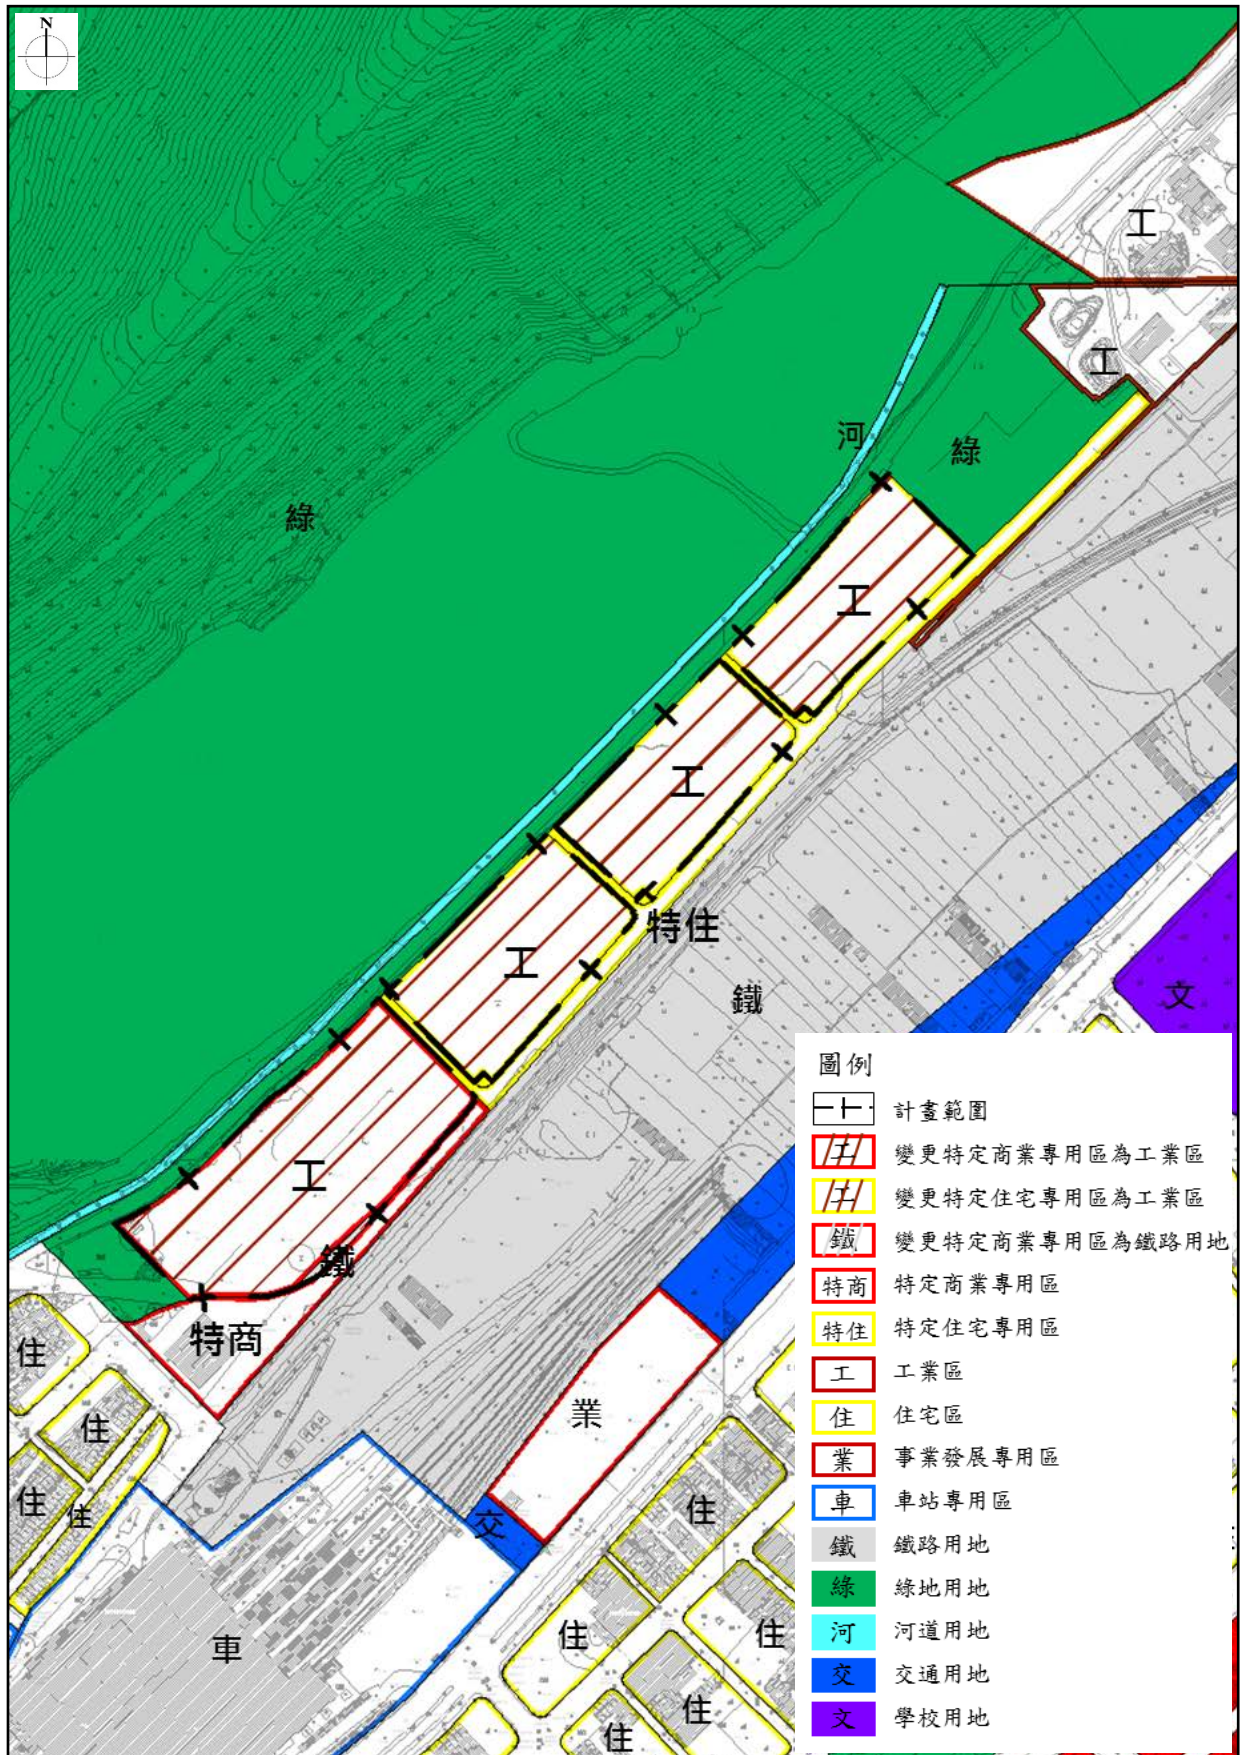 N
工
工
河
綠
綠
工
工
特住
工
鐵
文
工
鐵
特商
住
住
住
住
業
交
住
車
住
住
住
住
圖例
計畫範圍
工 變更特定商業專用區為工業區
工 變更特定住宅專用區為工業區
鐵 變更特定商業專用區為鐵路用地
特商 特定商業專用區
特住 特定住宅專用區
工 工業區
住 住宅區
業 事業發展專用區
車 車站專用區
鐵 鐵路用地
綠 綠地用地
河 河道用地
交 交通用地
文 學校用地